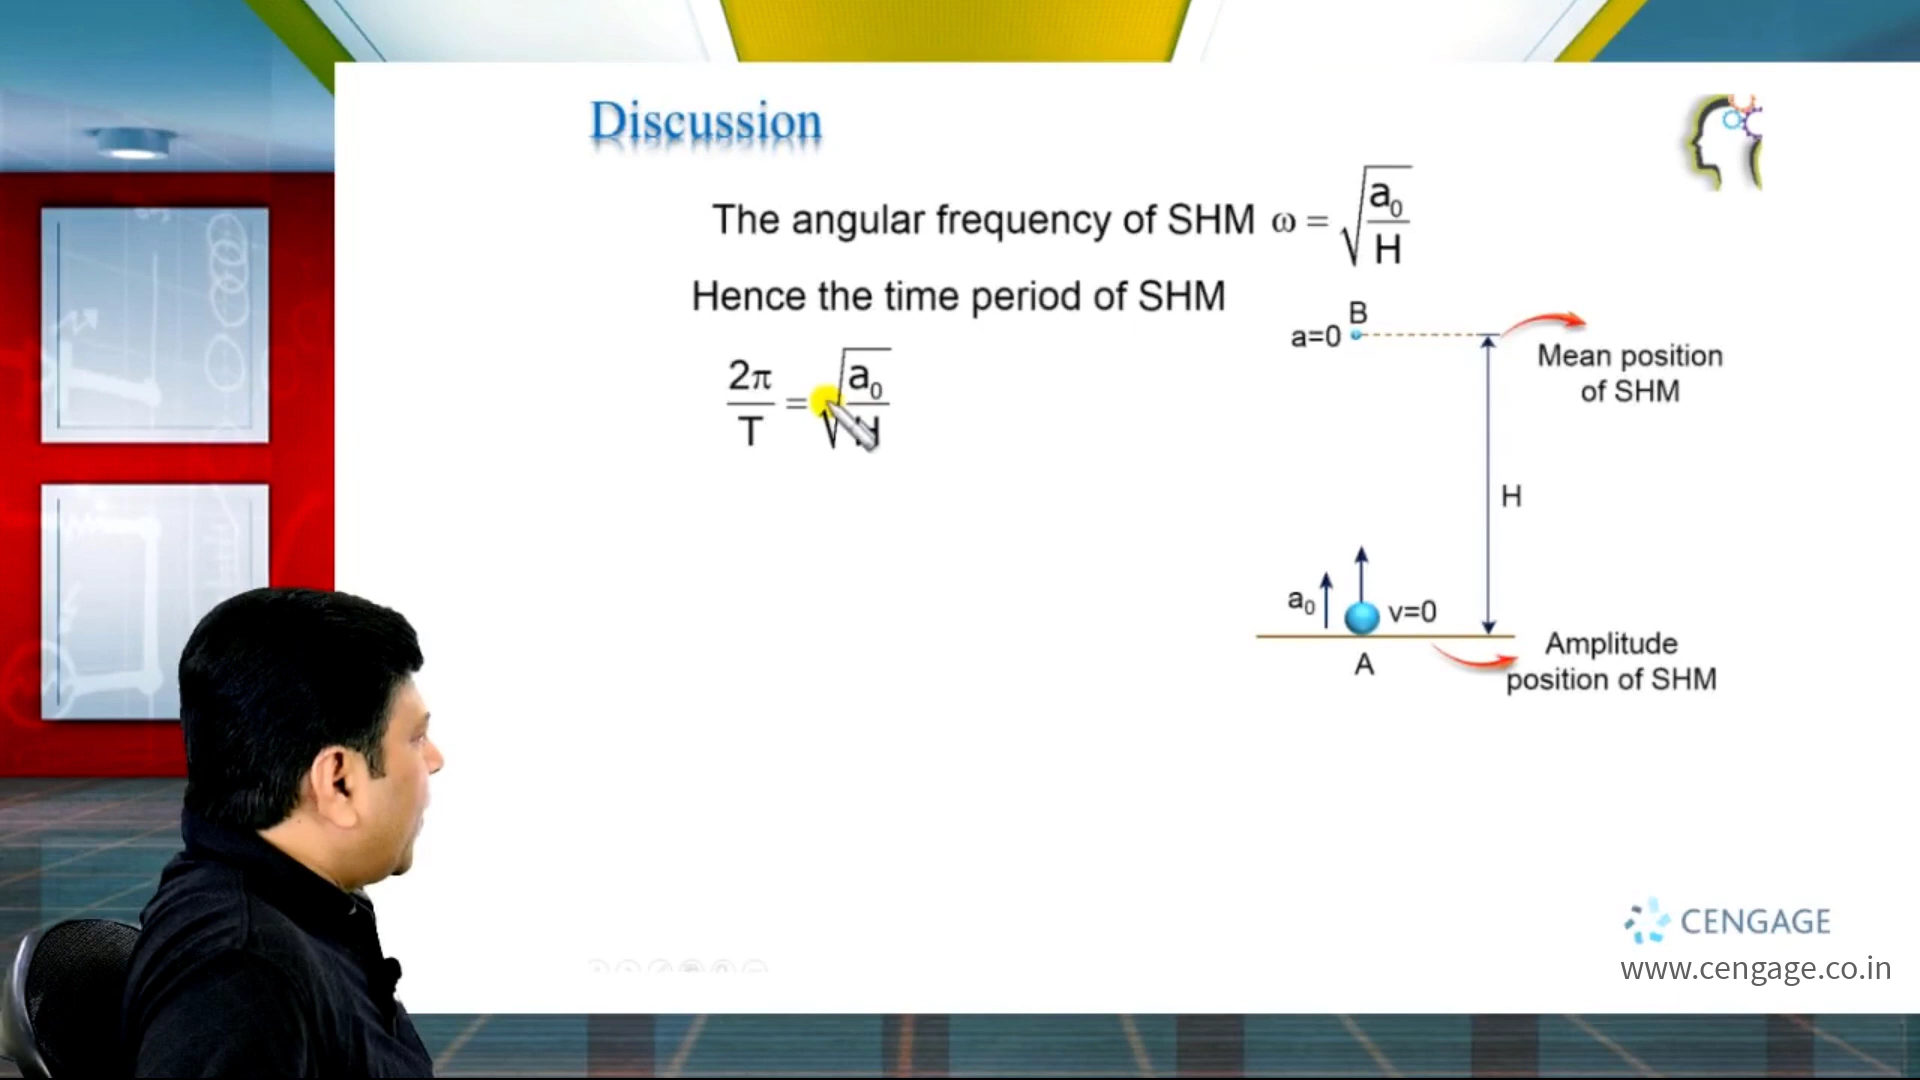 Discussion
The angular frequency of SHM ω = √(a₀/H)
Hence the time period of SHM
2π/T = √(a₀/H)
B
a=0
Mean position
of SHM
H
a₀
v=0
A
Amplitude
position of SHM
CENGAGE
www.cengage.co.in